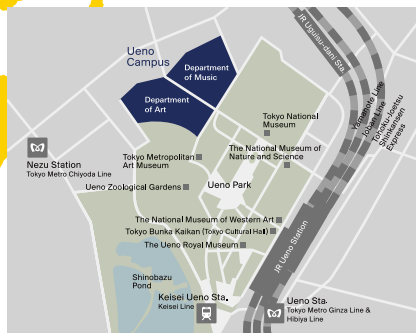 JR Uguisu-dani Sta.
Ueno
Campus
Department
of Music
Department
of Art
Yamanote Line
Joban Line
Tohoku-Joetsu
Shinkansen
Express
Tokyo National
Museum
Nezu Station
Tokyo Metro Chiyoda Line
Tokyo Metropolitan
Art Museum
The National Museum of
Nature and Science
Ueno Zoological Gardens
Ueno Park
The National Museum of Western Art
Tokyo Bunka Kaikan (Tokyo Cultural Hall)
The Ueno Royal Museum
JR Ueno Station
Shinobazu
Pond
Keisei Ueno Sta.
Keisei Line
Ueno Sta.
Tokyo Metro Ginza Line &
Hibiya Line